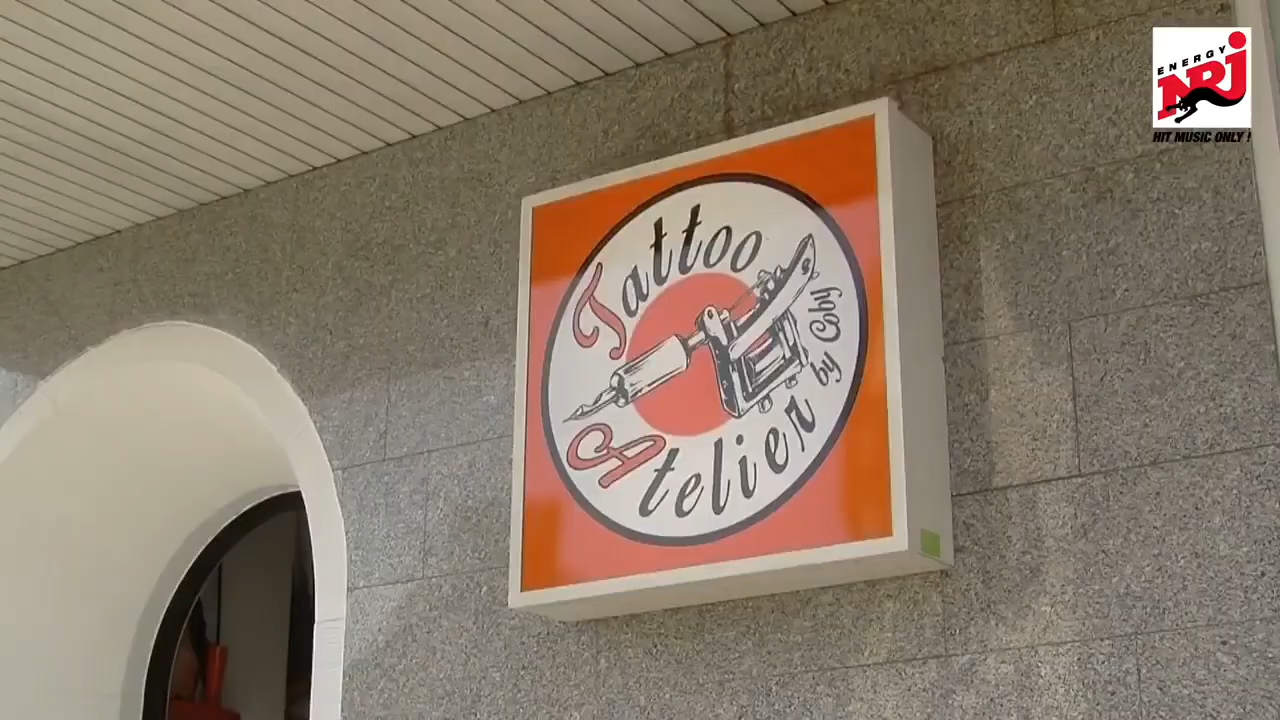 ENERGY
NRJ
HIT MUSIC ONLY !
Tattoo
Atelier
by Coby